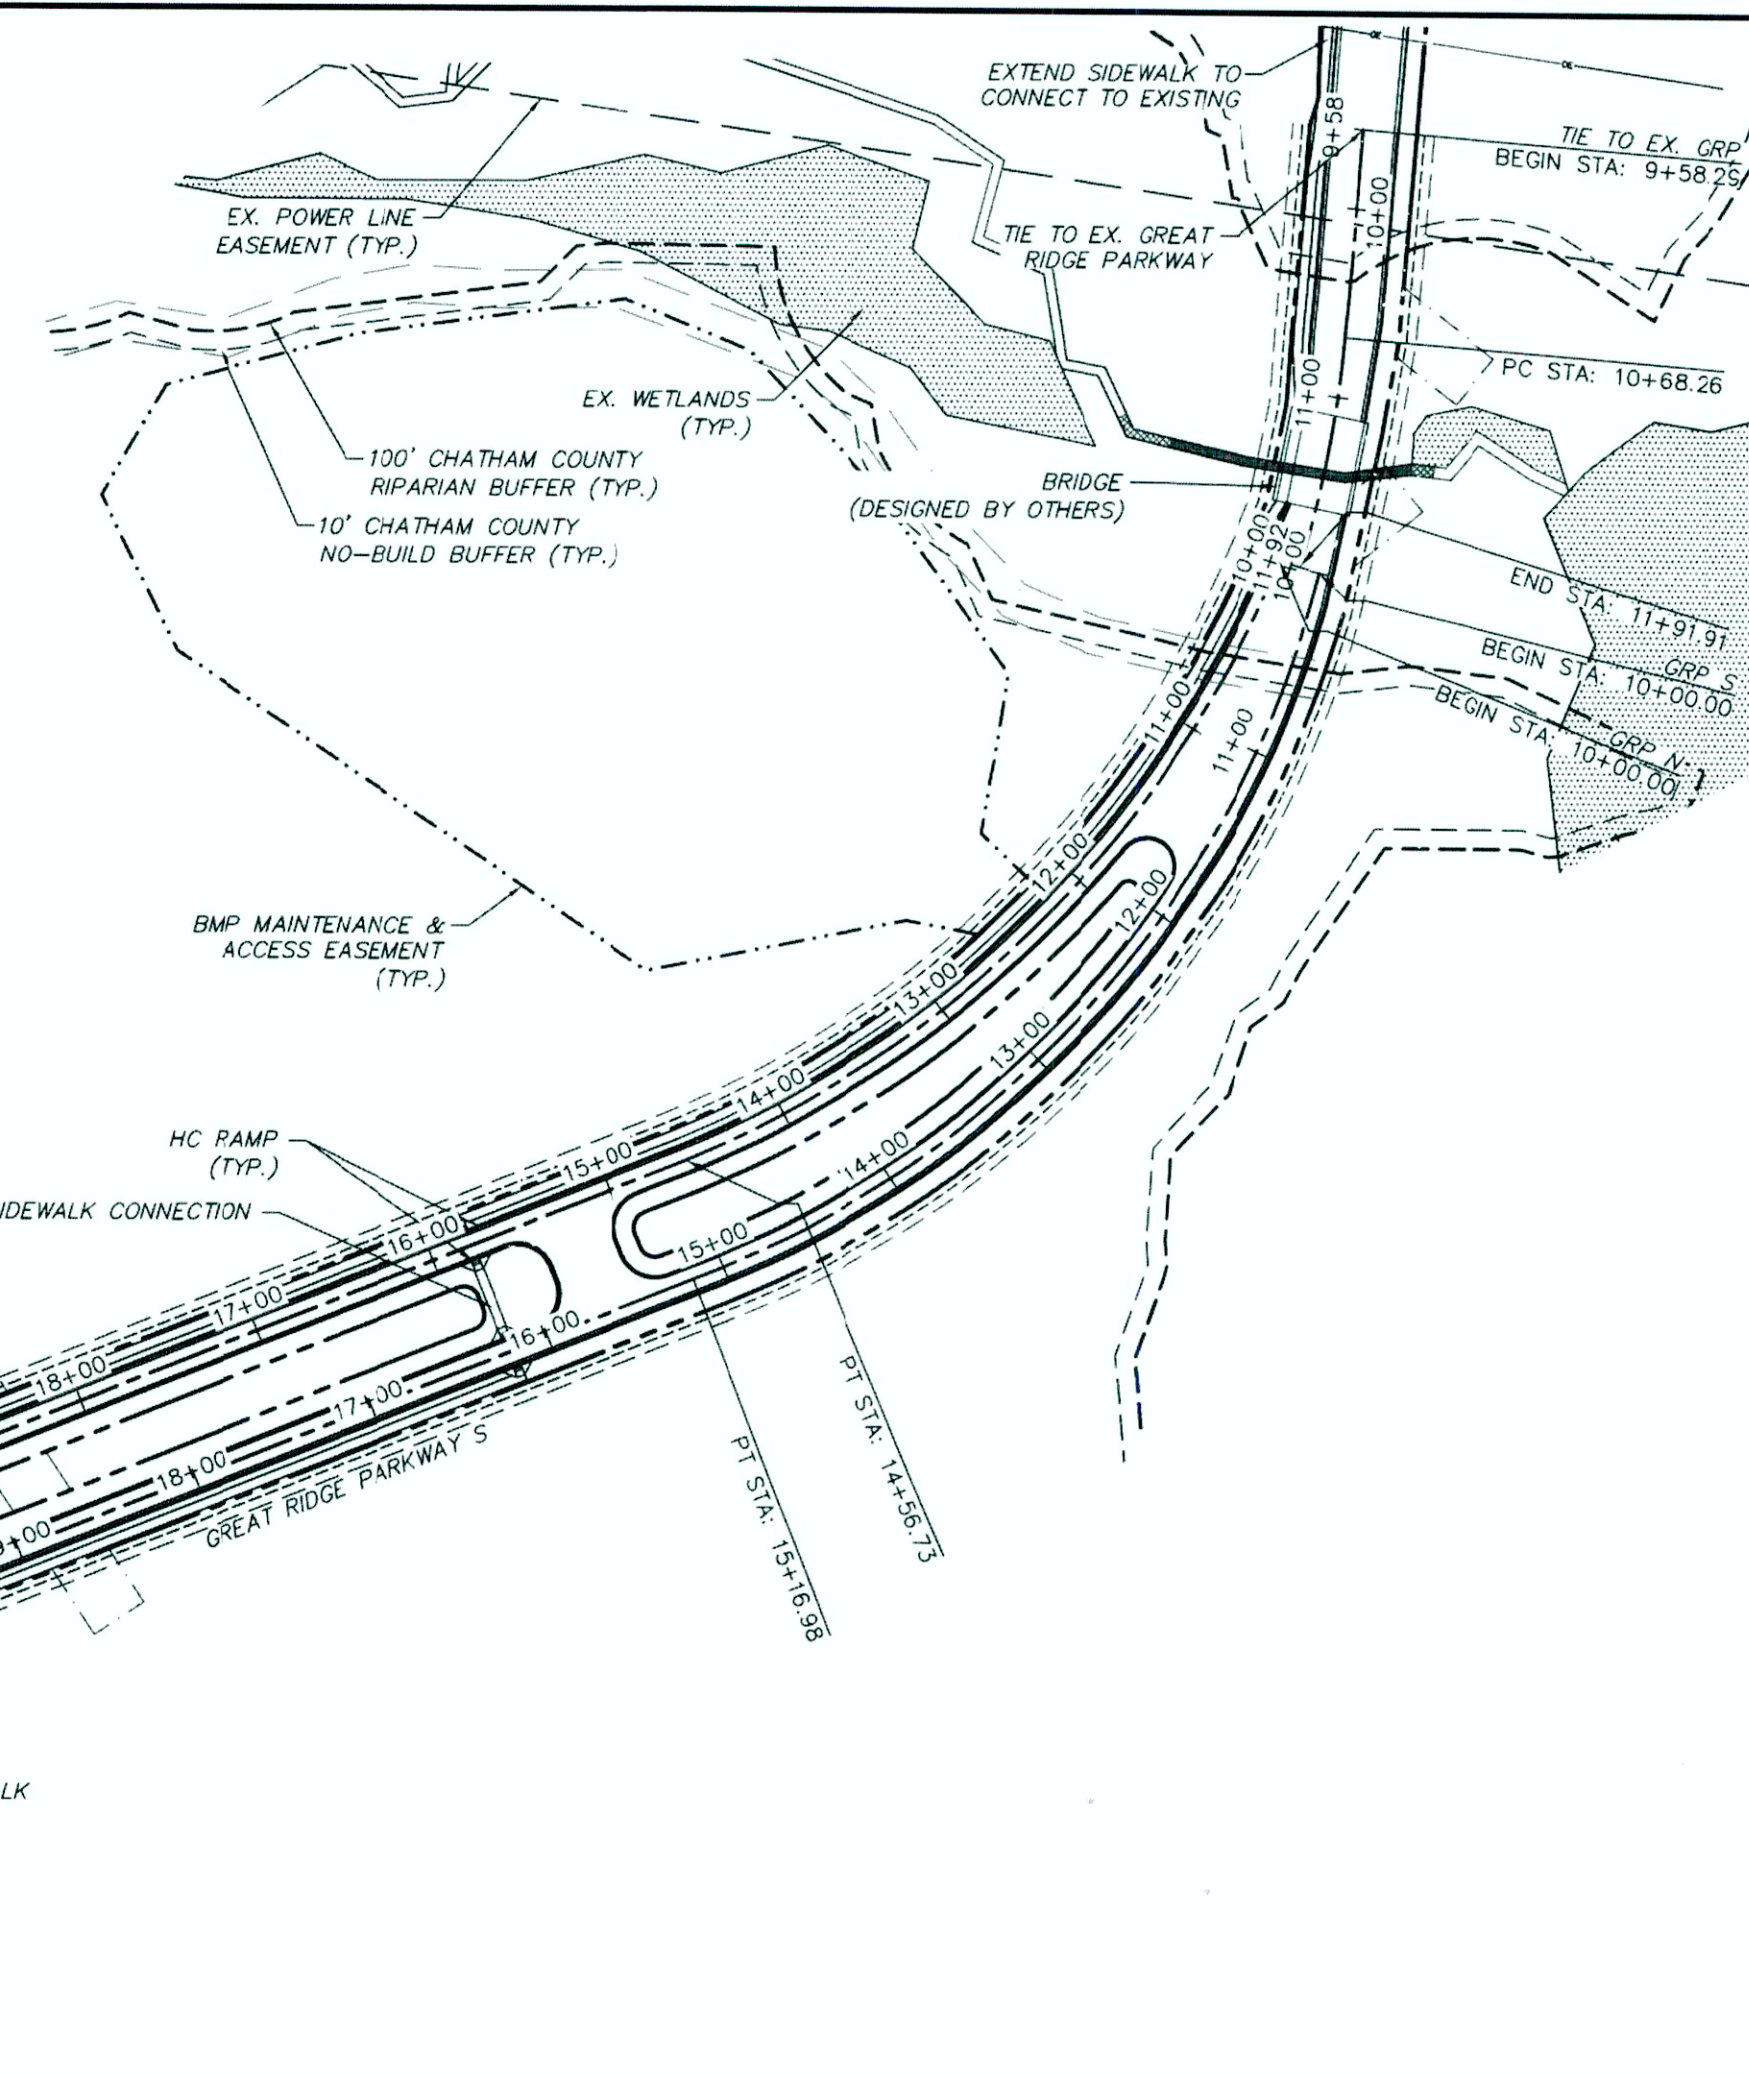 EXTEND SIDEWALK TO
CONNECT TO EXISTING
9+58
TIE TO EX. GRP
BEGIN STA: 9+58.29
EX. POWER LINE
EASEMENT (TYP.)
TIE TO EX. GREAT
RIDGE PARKWAY
10+00
PC STA: 10+68.26
11+00
EX. WETLANDS
(TYP.)
100' CHATHAM COUNTY
RIPARIAN BUFFER (TYP.)
10' CHATHAM COUNTY
NO-BUILD BUFFER (TYP.)
BRIDGE
(DESIGNED BY OTHERS)
10+00
11+92
10+00
END STA: 11+91.91
GRP S
BEGIN STA: 10+00.00
GRP N
BEGIN STA: 10+00.00
11+00
11+00
12+00
12+00
BMP MAINTENANCE &
ACCESS EASEMENT
(TYP.)
13+00
13+00
14+00
14+00
HC RAMP
(TYP.)
15+00
15+00
IDEWALK CONNECTION
16+00
16+00
17+00
17+00
18+00
18+00
9+00
GREAT RIDGE PARKWAY S
PT STA: 14+56.73
PT STA: 15+16.98
LK